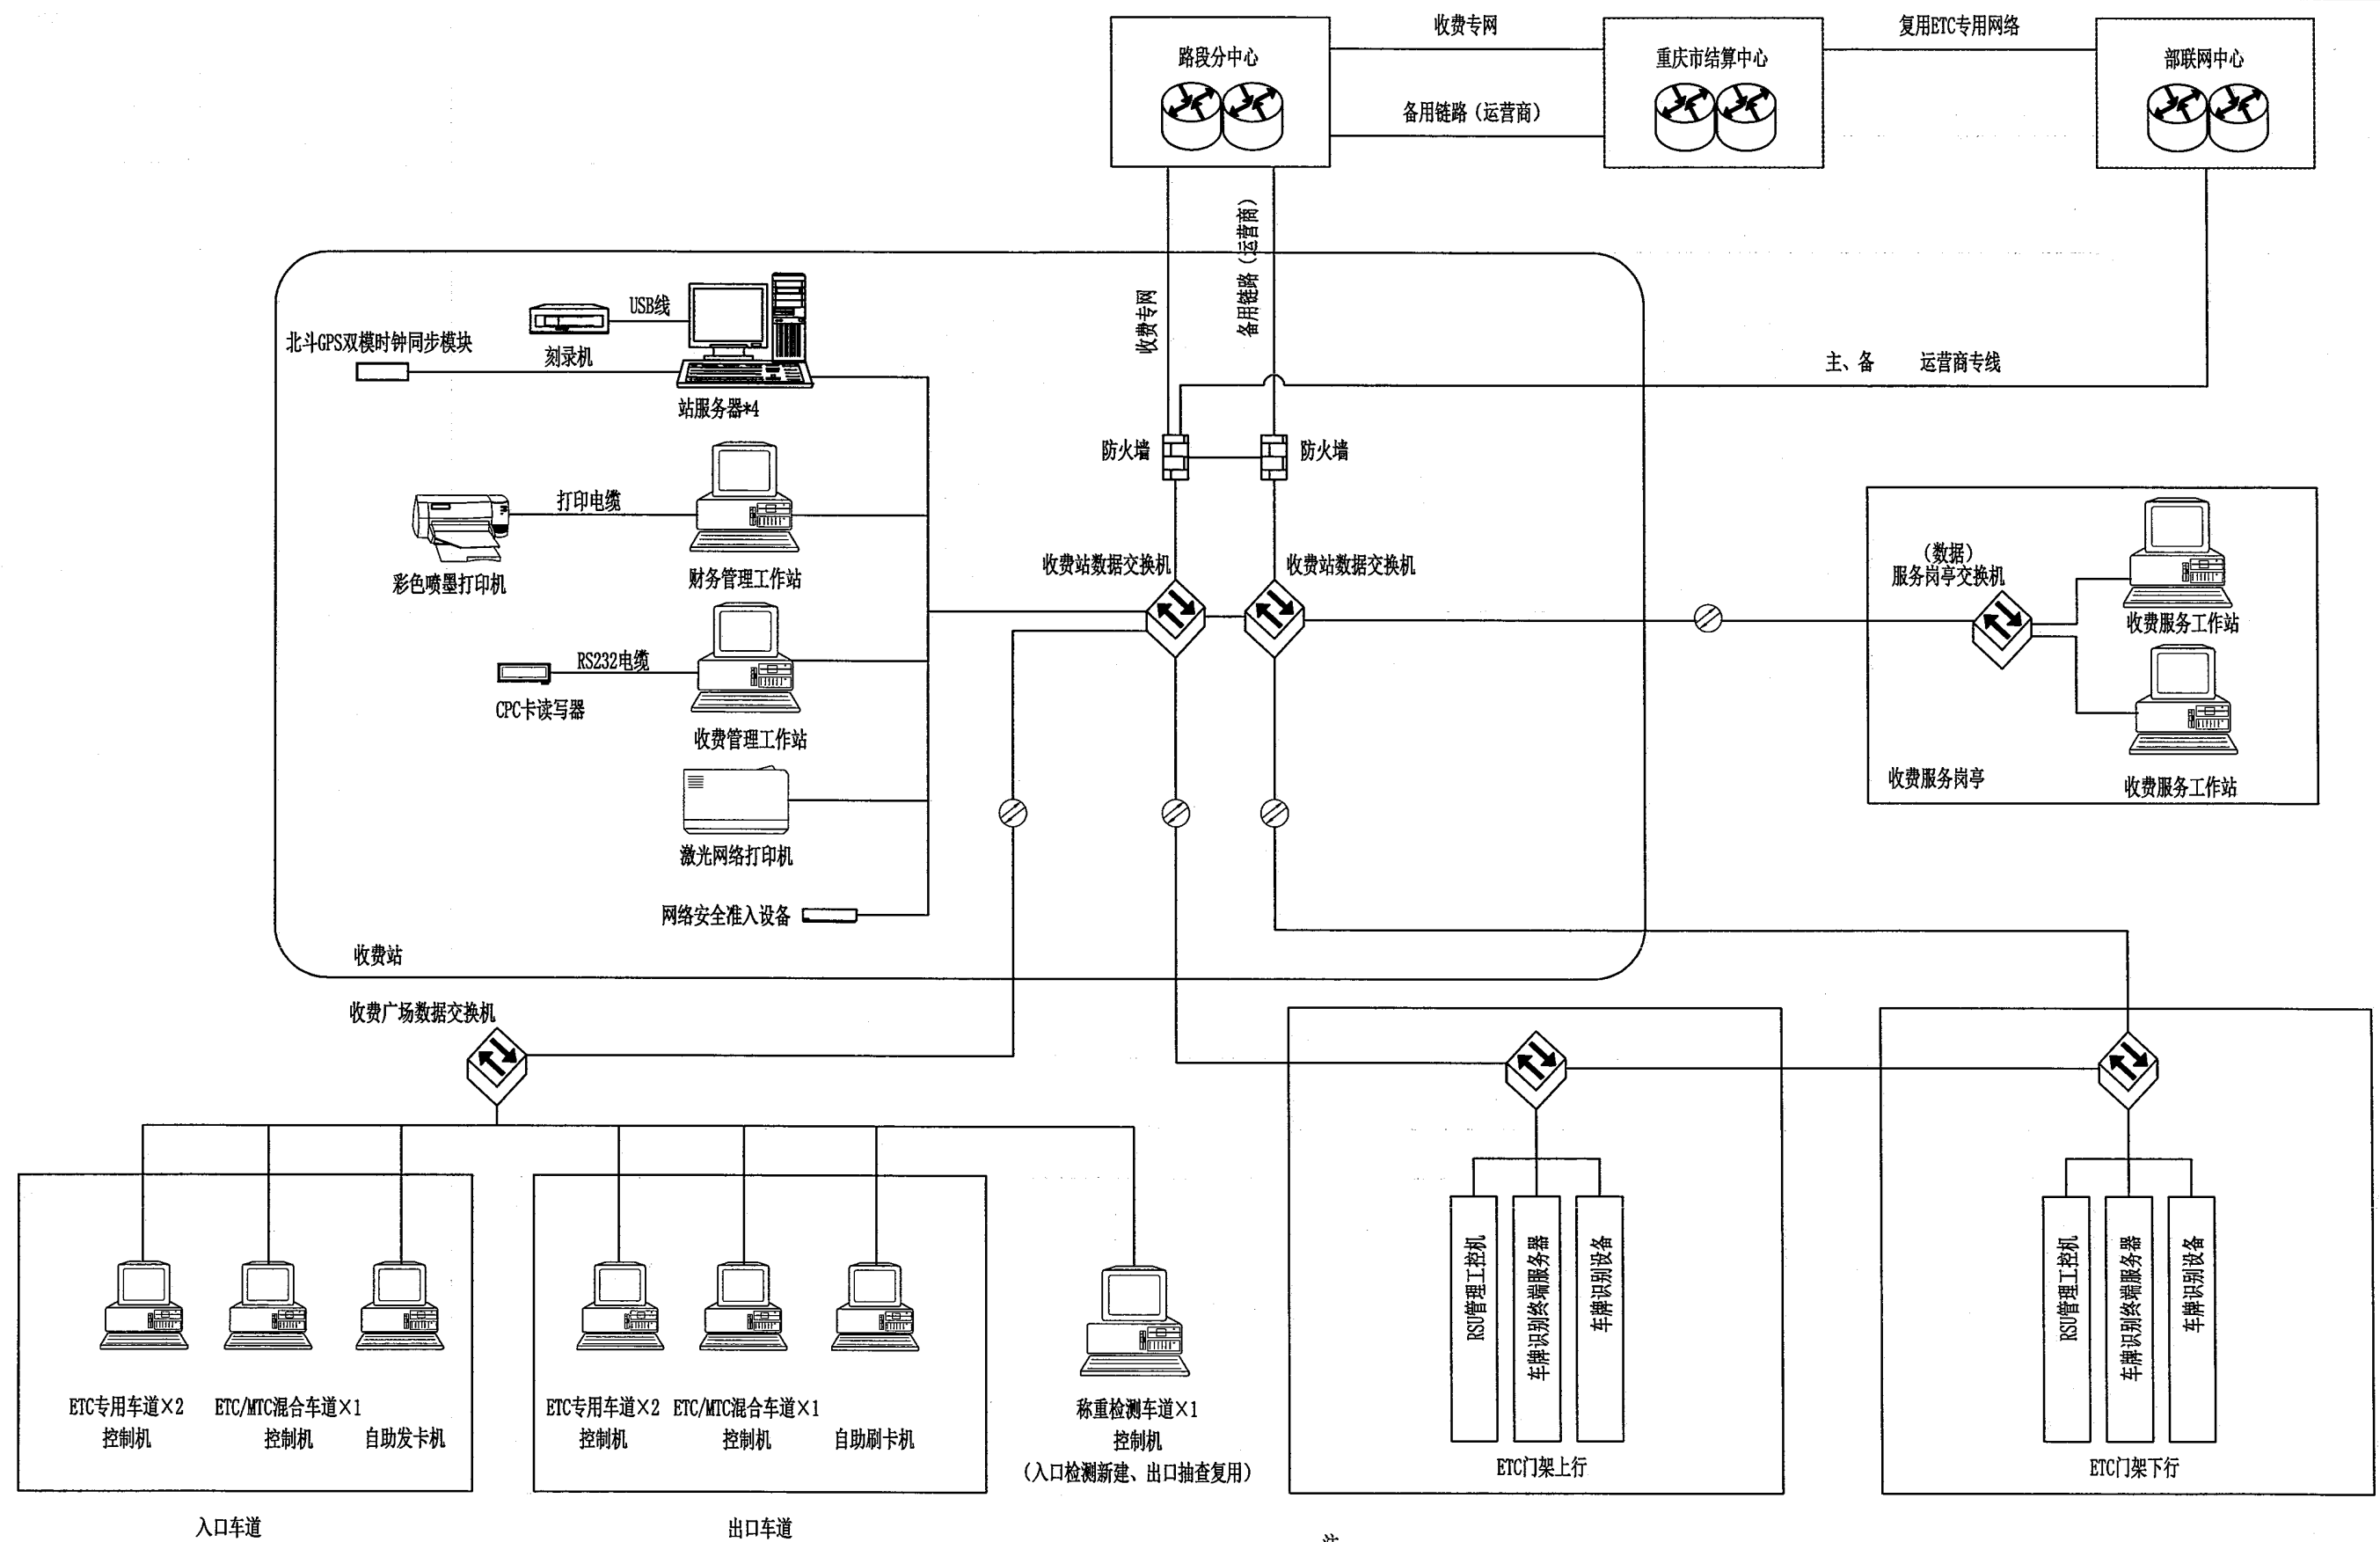 收费专网
复用ETC专用网络
路段分中心
重庆市结算中心
部联网中心
备用链路（运营商）
备用链路（运营商）
收费专网
USB线
刻录机
北斗GPS双模时钟同步模块
站服务器*4
主、备 运营商专线
防火墙
防火墙
打印电缆
彩色喷墨打印机
财务管理工作站
收费站数据交换机
收费站数据交换机
（数据）
服务岗亭交换机
收费服务工作站
RS232电缆
CPC卡读写器
收费管理工作站
收费服务岗亭
收费服务工作站
激光网络打印机
网络安全准入设备
收费站
收费广场数据交换机
RSU管理工控机
车牌识别终端服务器
车牌识别设备
RSU管理工控机
车牌识别终端服务器
车牌识别设备
ETC专用车道×2
控制机
ETC/MTC混合车道×1
控制机
自助发卡机
ETC专用车道×2
控制机
ETC/MTC混合车道×1
控制机
自助刷卡机
称重检测车道×1
控制机
（入口检测新建、出口抽查复用）
ETC门架上行
ETC门架下行
入口车道
出口车道